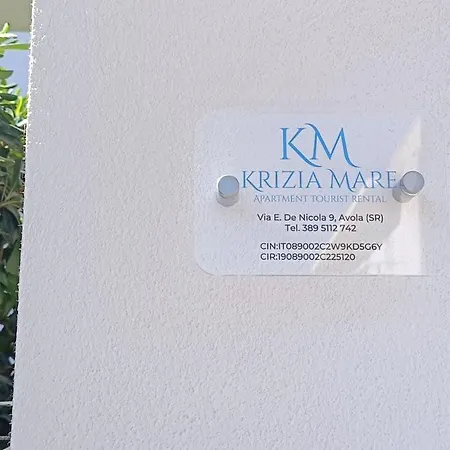 KM
KRIZIA MARE
APARTMENT TOURIST RENTAL
Via E. De Nicola 9, Avola (SR)
Tel. 389 5112 742
CIN:IT089002C2W9KD5G6Y
CIR:19089002C225120